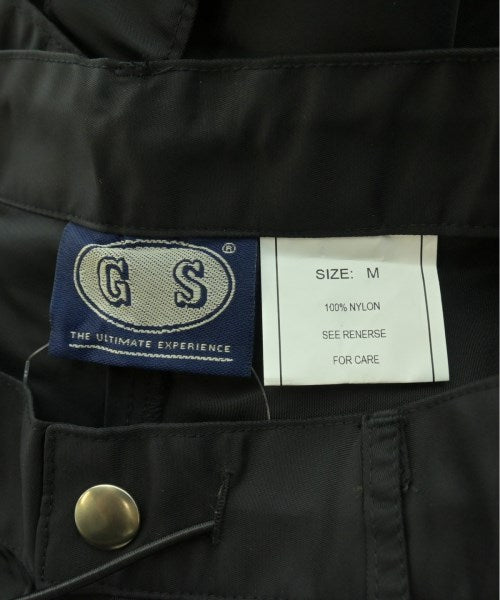 G S ®
THE ULTIMATE EXPERIENCE
SIZE: M
100% NYLON
SEE RENERSE
FOR CARE